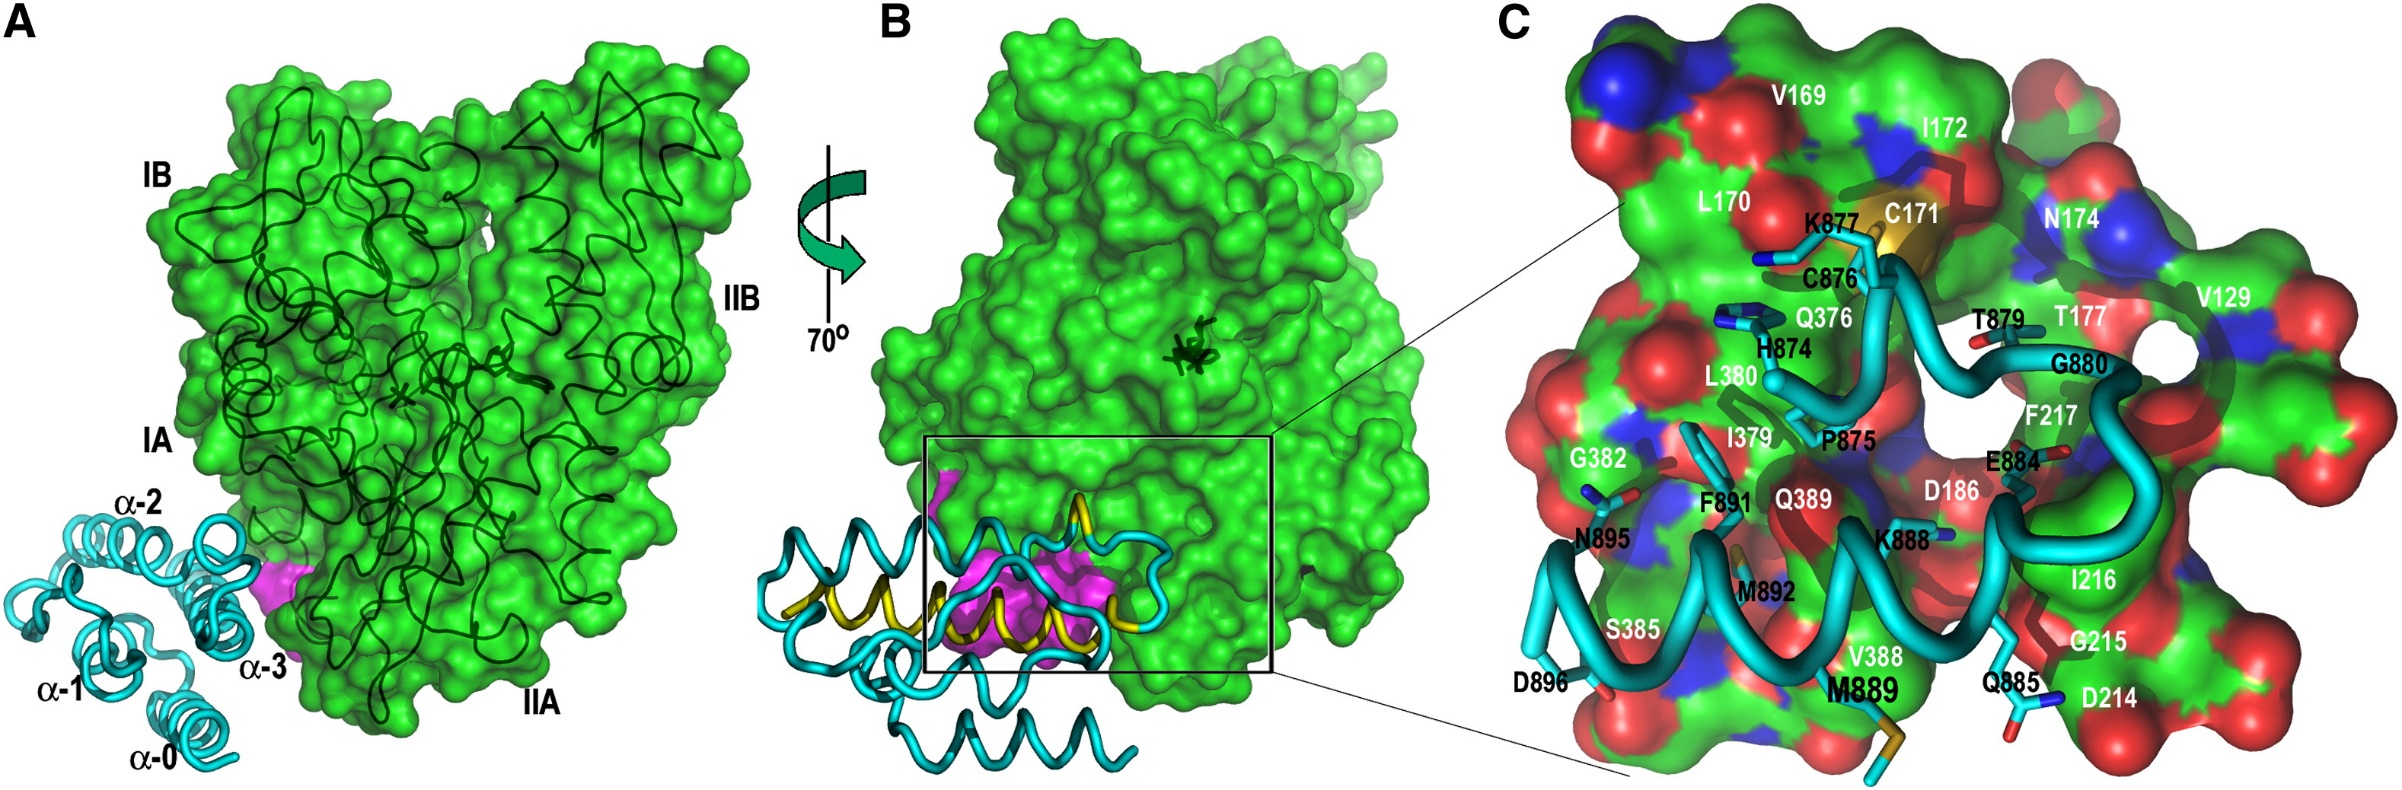 A
IB
IA
IIB
IIA
α-2
α-1
α-3
α-0
70º
B
C
V169
I172
L170
K877
C171
N174
C876
Q376
T879
T177
V129
H874
G880
L380
F217
I379
P875
G382
E884
F891
Q389
D186
N895
K888
I216
M892
S385
G215
V388
D896
M889
Q885
D214